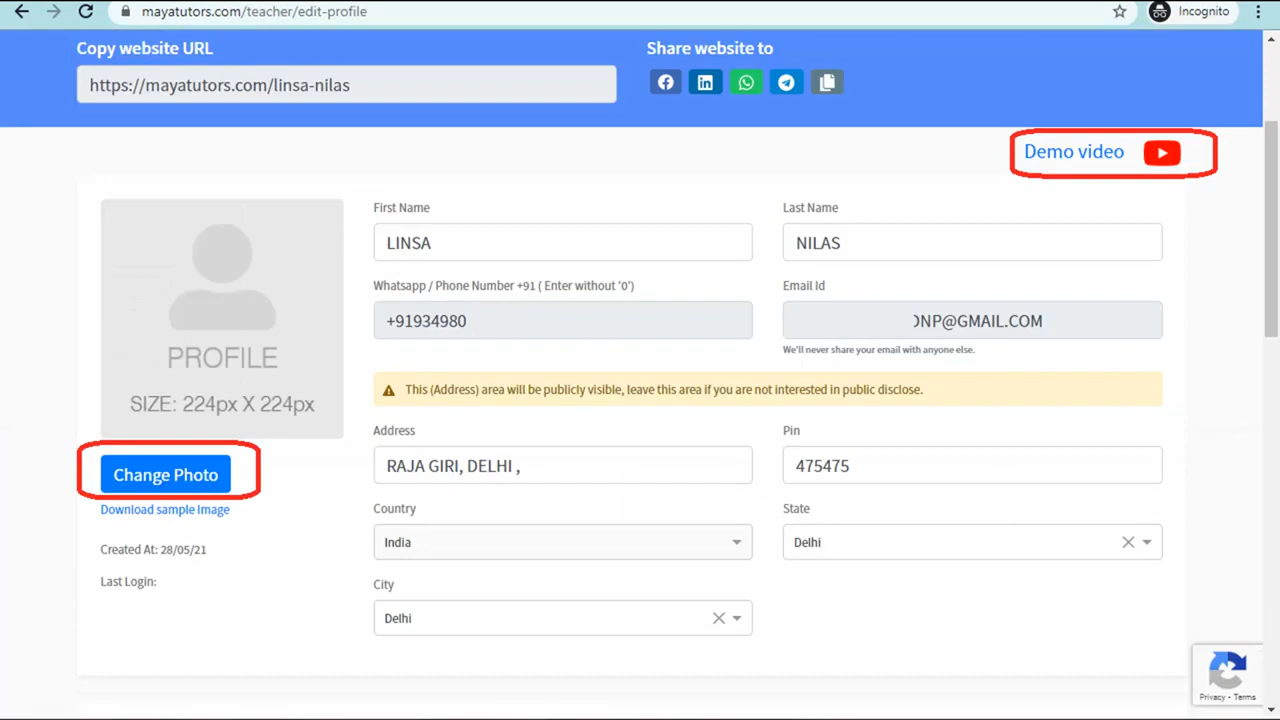 mayatutors.com/teacher/edit-profile
Incognito
Copy website URL
Share website to
https://mayatutors.com/linsa-nilas
Demo video
First Name
Last Name
LINSA
NILAS
Whatsapp / Phone Number +91 ( Enter without '0')
Email Id
+91934980
NP@GMAIL.COM
We'll never share your email with anyone else.
PROFILE
SIZE: 224px X 224px
This (Address) area will be publicly visible, leave this area if you are not interested in public disclose.
Address
Pin
RAJA GIRI, DELHI ,
475475
Change Photo
Download sample Image
Country
State
India
Delhi
Created At: 28/05/21
Last Login:
City
Delhi
Privacy - Terms